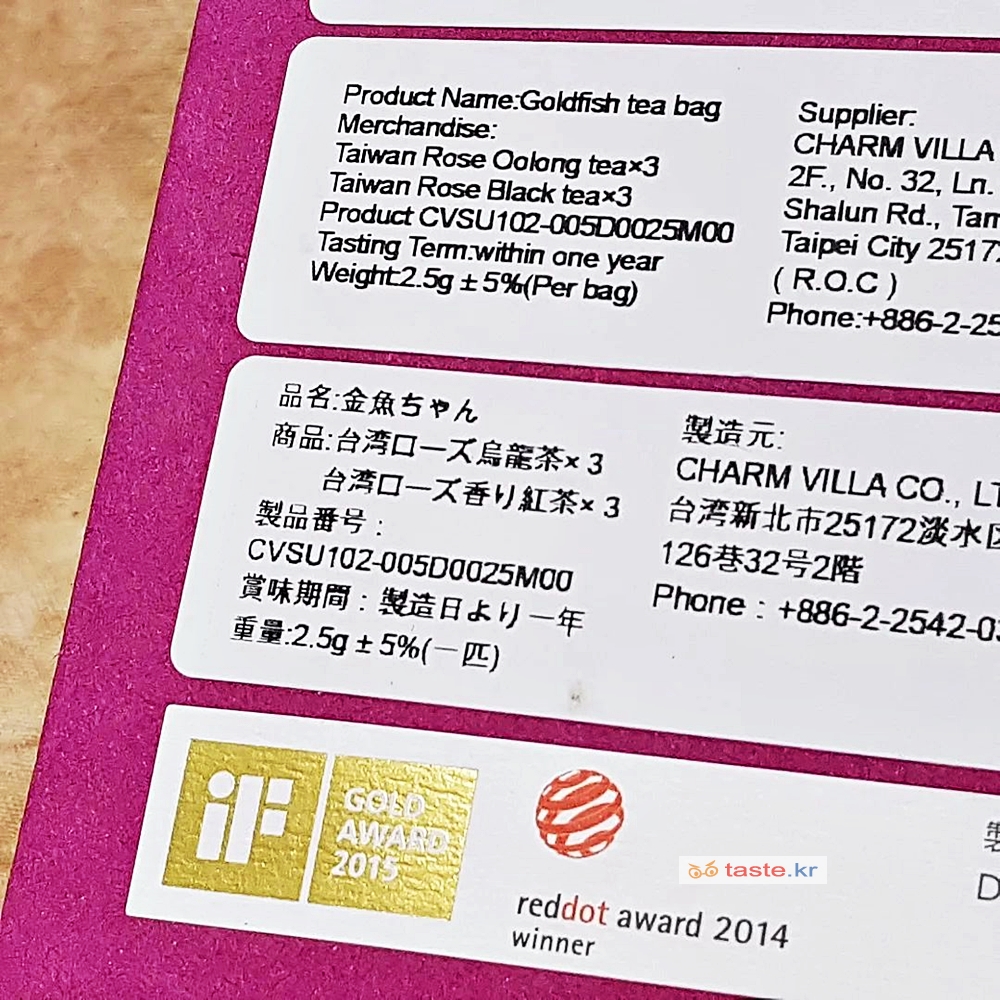 Product Name:Goldfish tea bag
Merchandise:
Taiwan Rose Oolong tea×3
Taiwan Rose Black tea×3
Product CVSU102-005D0025M00
Tasting Term:within one year
Weight:2.5g ± 5%(Per bag)
Supplier:
CHARM VILLA
2F., No. 32, Ln.
Shalun Rd.,
Taipei City 25172
( R.O.C )
Phone:+886-2-25
品名:金魚ちゃん
商品:台湾ローズ烏龍茶× 3
台湾ローズ香り紅茶× 3
製品番号 :
CVSU102-005D0025M00
賞味期間 : 製造日より一年
重量:2.5g ± 5%(一匹)
製造元:
CHARM VILLA CO.,
台湾新北市25172淡水区
126巷32号2階
Phone : +886-2-2542-03
iF
GOLD
AWARD
2015
reddot award 2014
winner
taste.kr